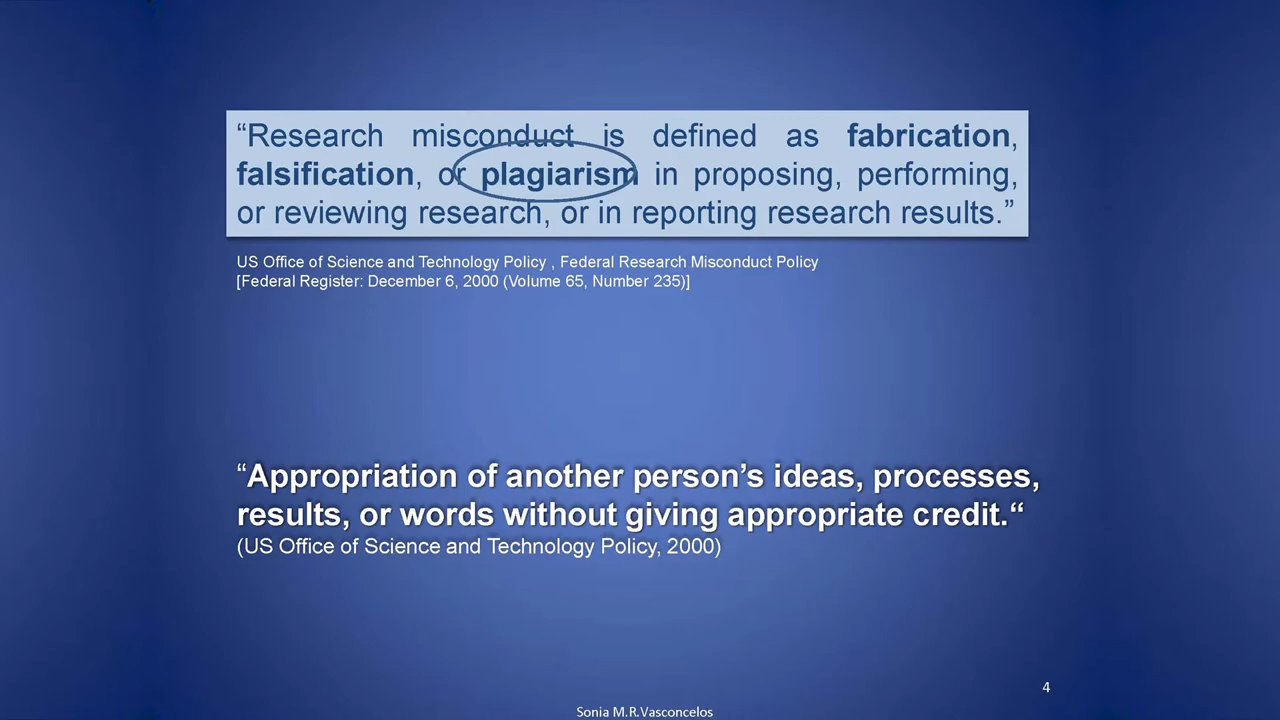 “Research misconduct is defined as fabrication,
falsification, or plagiarism in proposing, performing,
or reviewing research, or in reporting research results.”
US Office of Science and Technology Policy , Federal Research Misconduct Policy
[Federal Register: December 6, 2000 (Volume 65, Number 235)]
“Appropriation of another person’s ideas, processes,
results, or words without giving appropriate credit.“
(US Office of Science and Technology Policy, 2000)
4
Sonia M.R.Vasconcelos